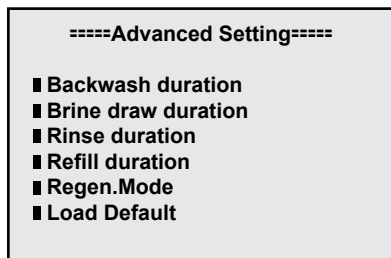 =====Advanced Setting=====
Backwash duration
Brine draw duration
Rinse duration
Refill duration
Regen.Mode
Load Default